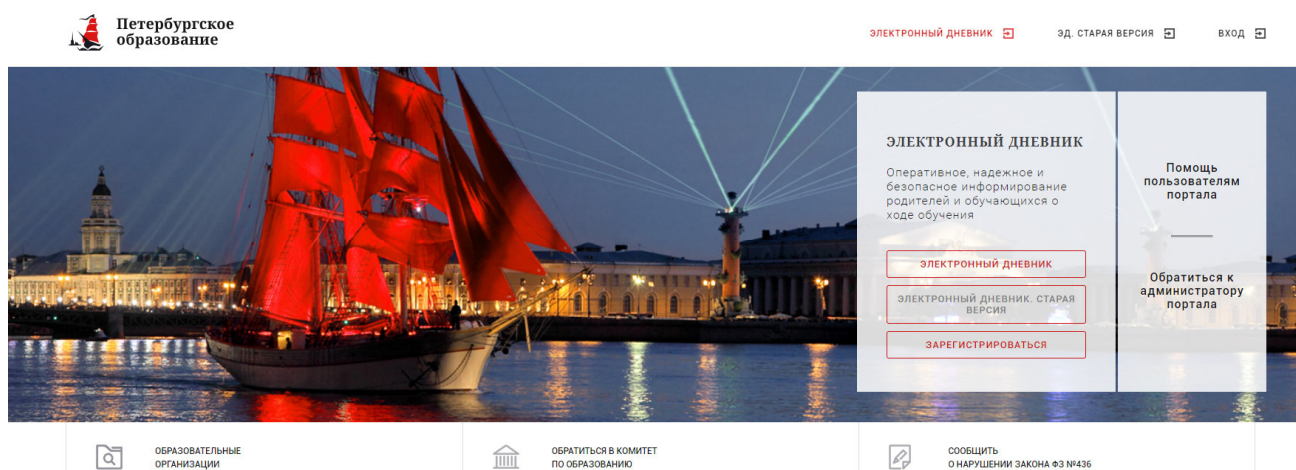 Петербургское
образование
ЭЛЕКТРОННЫЙ ДНЕВНИК
ЭД. СТАРАЯ ВЕРСИЯ
ВХОД
ЭЛЕКТРОННЫЙ ДНЕВНИК
Оперативное, надежное и
безопасное информирование
родителей и обучающихся о
ходе обучения
ЭЛЕКТРОННЫЙ ДНЕВНИК
ЭЛЕКТРОННЫЙ ДНЕВНИК. СТАРАЯ
ВЕРСИЯ
ЗАРЕГИСТРИРОВАТЬСЯ
Помощь
пользователям
портала
Обратиться к
администратору
портала
ОБРАЗОВАТЕЛЬНЫЕ
ОРГАНИЗАЦИИ
ОБРАТИТЬСЯ В КОМИТЕТ
ПО ОБРАЗОВАНИЮ
СООБЩИТЬ
О НАРУШЕНИИ ЗАКОНА ФЗ №436